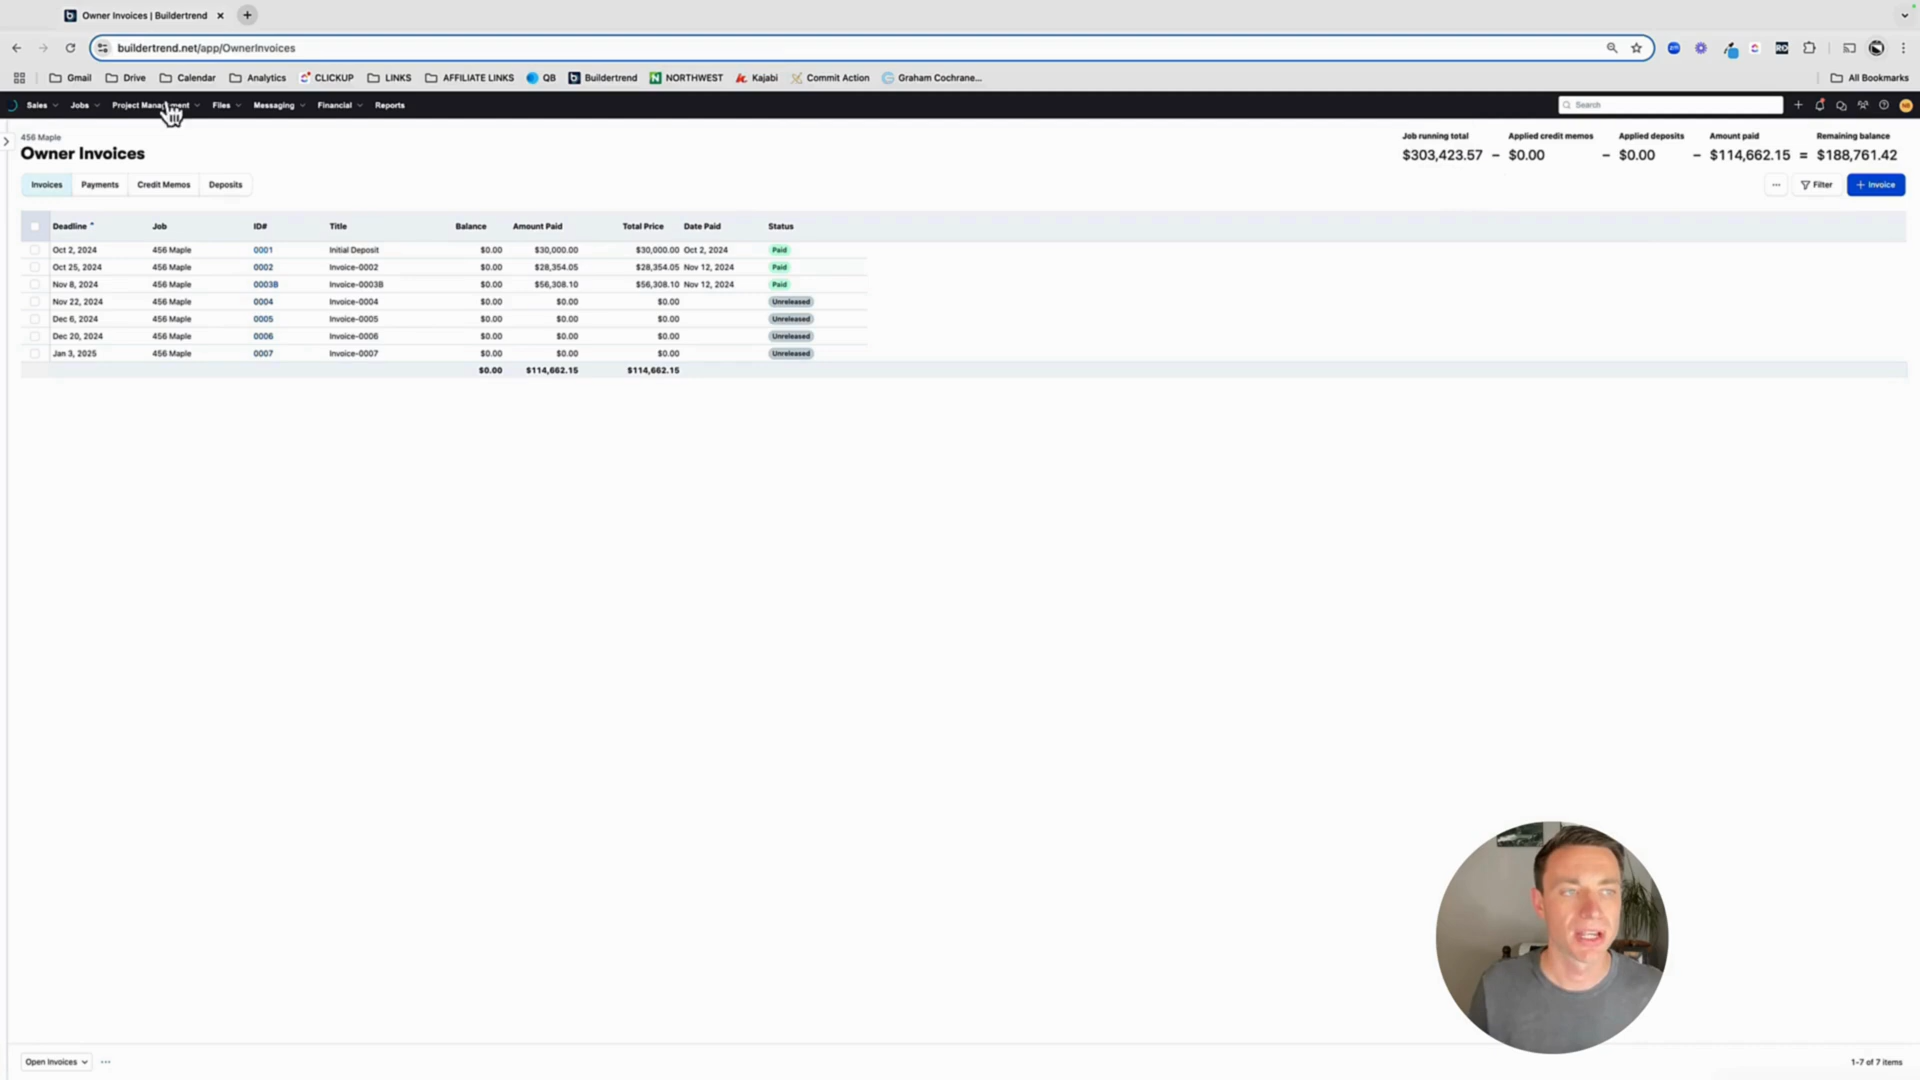 Owner Invoices | Buildertrend
buildertrend.net/app/OwnerInvoices
Gmail Drive Calendar Analytics CLICKUP LINKS AFFILIATE LINKS QB Buildertrend NORTHWEST Kajabi Commit Action Graham Cochrane... All Bookmarks
Sales Jobs Project Management Files Messaging Financial Reports Search
456 Maple
Owner Invoices
Job running total Applied credit memos Applied deposits Amount paid Remaining balance
$303,423.57 − $0.00 − $0.00 − $114,662.15 = $188,761.42
Invoices Payments Credit Memos Deposits
... Filter + Invoice
Deadline Job ID# Title Balance Amount Paid Total Price Date Paid Status
Oct 2, 2024 456 Maple 0001 Initial Deposit $0.00 $30,000.00 $30,000.00 Oct 2, 2024 Paid
Oct 25, 2024 456 Maple 0002 Invoice-0002 $0.00 $28,354.05 $28,354.05 Nov 12, 2024 Paid
Nov 8, 2024 456 Maple 0003B Invoice-0003B $0.00 $56,308.10 $56,308.10 Nov 12, 2024 Paid
Nov 22, 2024 456 Maple 0004 Invoice-0004 $0.00 $0.00 $0.00 Unreleased
Dec 6, 2024 456 Maple 0005 Invoice-0005 $0.00 $0.00 $0.00 Unreleased
Dec 20, 2024 456 Maple 0006 Invoice-0006 $0.00 $0.00 $0.00 Unreleased
Jan 3, 2025 456 Maple 0007 Invoice-0007 $0.00 $0.00 $0.00 Unreleased
$0.00 $114,662.15 $114,662.15
Open Invoices ... 1-7 of 7 items